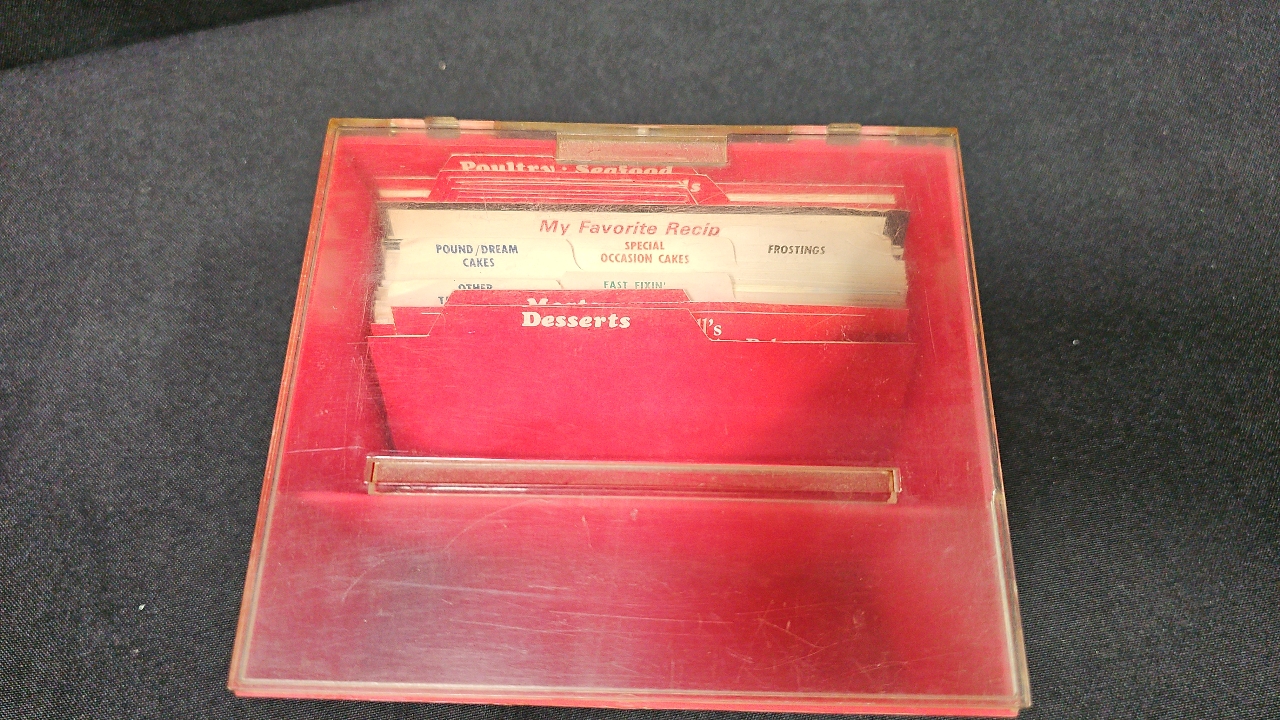 Poultry · Seafood
My Favorite Recip
POUND/DREAM
CAKES
SPECIAL
OCCASION CAKES
FROSTINGS
OTHER
FAST FIXIN'
Desserts